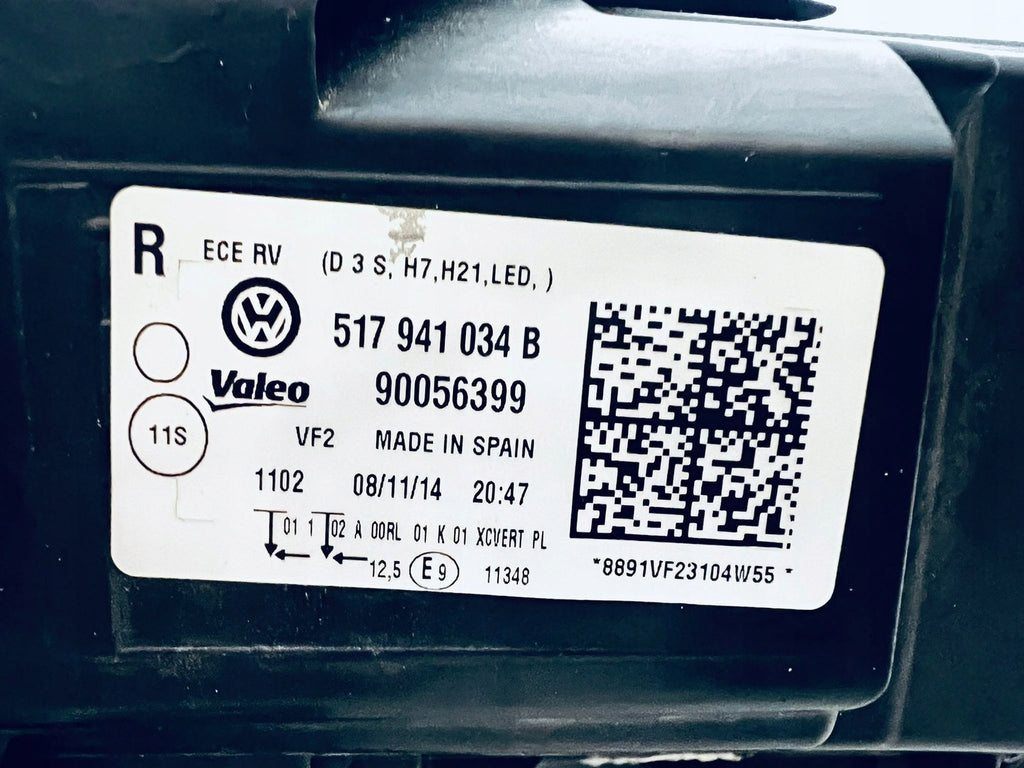 R ECE RV (D 3 S, H7,H21,LED, )
517 941 034 B
Valeo 90056399
11S VF2 MADE IN SPAIN
1102 08/11/14 20:47
01 1 02 A 00RL 01 K 01 XCVERT PL
12,5 E9 11348
*8891VF23104W55 *